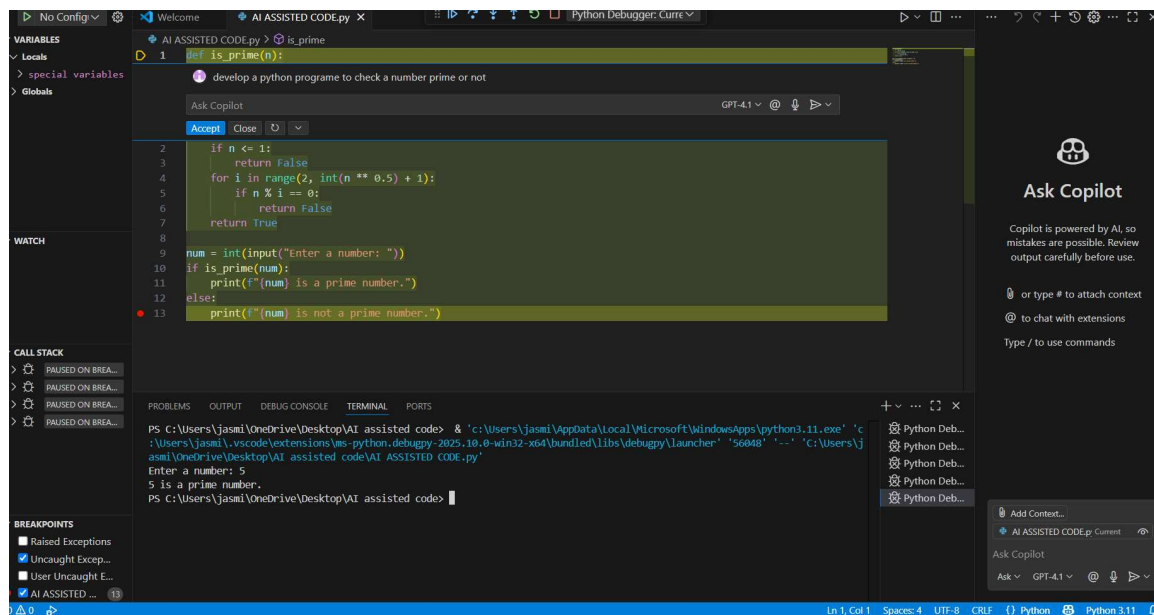 No Config
Welcome
AI ASSISTED CODE.py
Python Debugger: Curre
VARIABLES
Locals
special variables
Globals
WATCH
CALL STACK
PAUSED ON BREA...
PAUSED ON BREA...
PAUSED ON BREA...
PAUSED ON BREA...
BREAKPOINTS
Raised Exceptions
Uncaught Excep...
User Uncaught E...
AI ASSISTED ... 13
AI ASSISTED CODE.py > is_prime
1 def is_prime(n):
develop a python programe to check a number prime or not
Ask Copilot GPT-4.1
Accept Close
2 if n <= 1:
3 return False
4 for i in range(2, int(n ** 0.5) + 1):
5 if n % i == 0:
6 return False
7 return True
8
9 num = int(input("Enter a number: "))
10 if is_prime(num):
11 print(f"{num} is a prime number.")
12 else:
13 print(f"{num} is not a prime number.")
PROBLEMS OUTPUT DEBUG CONSOLE TERMINAL PORTS
PS C:\Users\jasmi\OneDrive\Desktop\AI assisted code> & 'c:\Users\jasmi\AppData\Local\Microsoft\WindowsApps\python3.11.exe' 'c
:\Users\jasmi\.vscode\extensions\ms-python.debugpy-2025.10.0-win32-x64\bundled\libs\debugpy\launcher' '56048' '--' 'C:\Users\j
asmi\OneDrive\Desktop\AI assisted code\AI ASSISTED CODE.py'
Enter a number: 5
5 is a prime number.
PS C:\Users\jasmi\OneDrive\Desktop\AI assisted code>
Python Deb...
Python Deb...
Python Deb...
Python Deb...
Python Deb...
Ask Copilot
Copilot is powered by AI, so
mistakes are possible. Review
output carefully before use.
or type # to attach context
@ to chat with extensions
Type / to use commands
Add Context...
AI ASSISTED CODE.p Current
Ask Copilot
Ask GPT-4.1 @
0 Ln 1, Col 1 Spaces: 4 UTF-8 CRLF {} Python Python 3.11